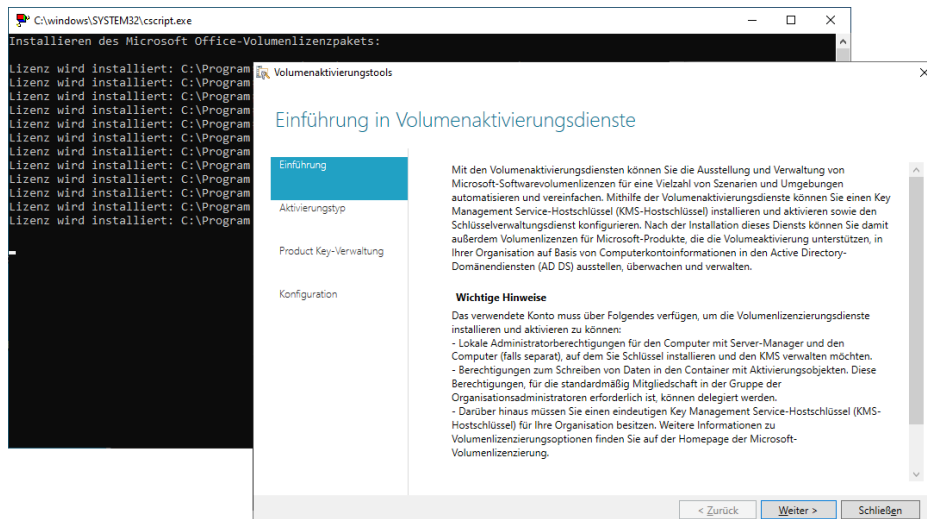 C:\windows\SYSTEM32\cscript.exe
Installieren des Microsoft Office-Volumenlizenzpakets:
Lizenz wird installiert: C:\Program
Lizenz wird installiert: C:\Program
Lizenz wird installiert: C:\Program
Lizenz wird installiert: C:\Program
Lizenz wird installiert: C:\Program
Lizenz wird installiert: C:\Program
Lizenz wird installiert: C:\Program
Lizenz wird installiert: C:\Program
Lizenz wird installiert: C:\Program
Lizenz wird installiert: C:\Program
Lizenz wird installiert: C:\Program
Lizenz wird installiert: C:\Program
Volumenaktivierungstools
Einführung in Volumenaktivierungsdienste
Einführung
Aktivierungstyp
Product Key-Verwaltung
Konfiguration
Mit den Volumenaktivierungsdiensten können Sie die Ausstellung und Verwaltung von
Microsoft-Softwarevolumenlizenzen für eine Vielzahl von Szenarien und Umgebungen
automatisieren und vereinfachen. Mithilfe der Volumenaktivierungsdienste können Sie einen Key
Management Service-Hostschlüssel (KMS-Hostschlüssel) installieren und aktivieren sowie den
Schlüsselverwaltungsdienst konfigurieren. Nach der Installation dieses Diensts können Sie damit
außerdem Volumenlizenzen für Microsoft-Produkte, die die Volumeaktivierung unterstützen, in
Ihrer Organisation auf Basis von Computerkontoinformationen in den Active Directory-
Domänendiensten (AD DS) ausstellen, überwachen und verwalten.
Wichtige Hinweise
Das verwendete Konto muss über Folgendes verfügen, um die Volumenlizenzierungsdienste
installieren und aktivieren zu können:
- Lokale Administratorberechtigungen für den Computer mit Server-Manager und den
Computer (falls separat), auf dem Sie Schlüssel installieren und den KMS verwalten möchten.
- Berechtigungen zum Schreiben von Daten in den Container mit Aktivierungsobjekten. Diese
Berechtigungen, für die standardmäßig Mitgliedschaft in der Gruppe der
Organisationsadministratoren erforderlich ist, können delegiert werden.
- Darüber hinaus müssen Sie einen eindeutigen Key Management Service-Hostschlüssel (KMS-
Hostschlüssel) für Ihre Organisation besitzen. Weitere Informationen zu
Volumenlizenzierungsoptionen finden Sie auf der Homepage der Microsoft-
Volumenlizenzierung.
< Zurück
Weiter >
Schließen